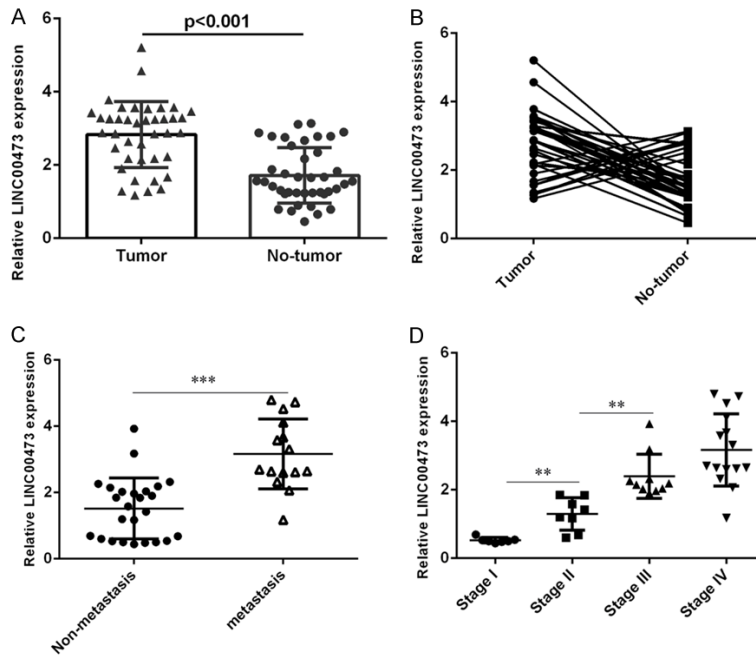 A
Relative LINC00473 expression
6
4
2
0
p<0.001
Tumor
No-tumor
B
Relative LINC00473 expression
6
4
2
0
Tumor
No-tumor
C
Relative LINC00473 expression
6
4
2
0
***
Non-metastasis
metastasis
D
Relative LINC00473 expression
6
4
2
0
**
**
Stage I
Stage II
Stage III
Stage IV